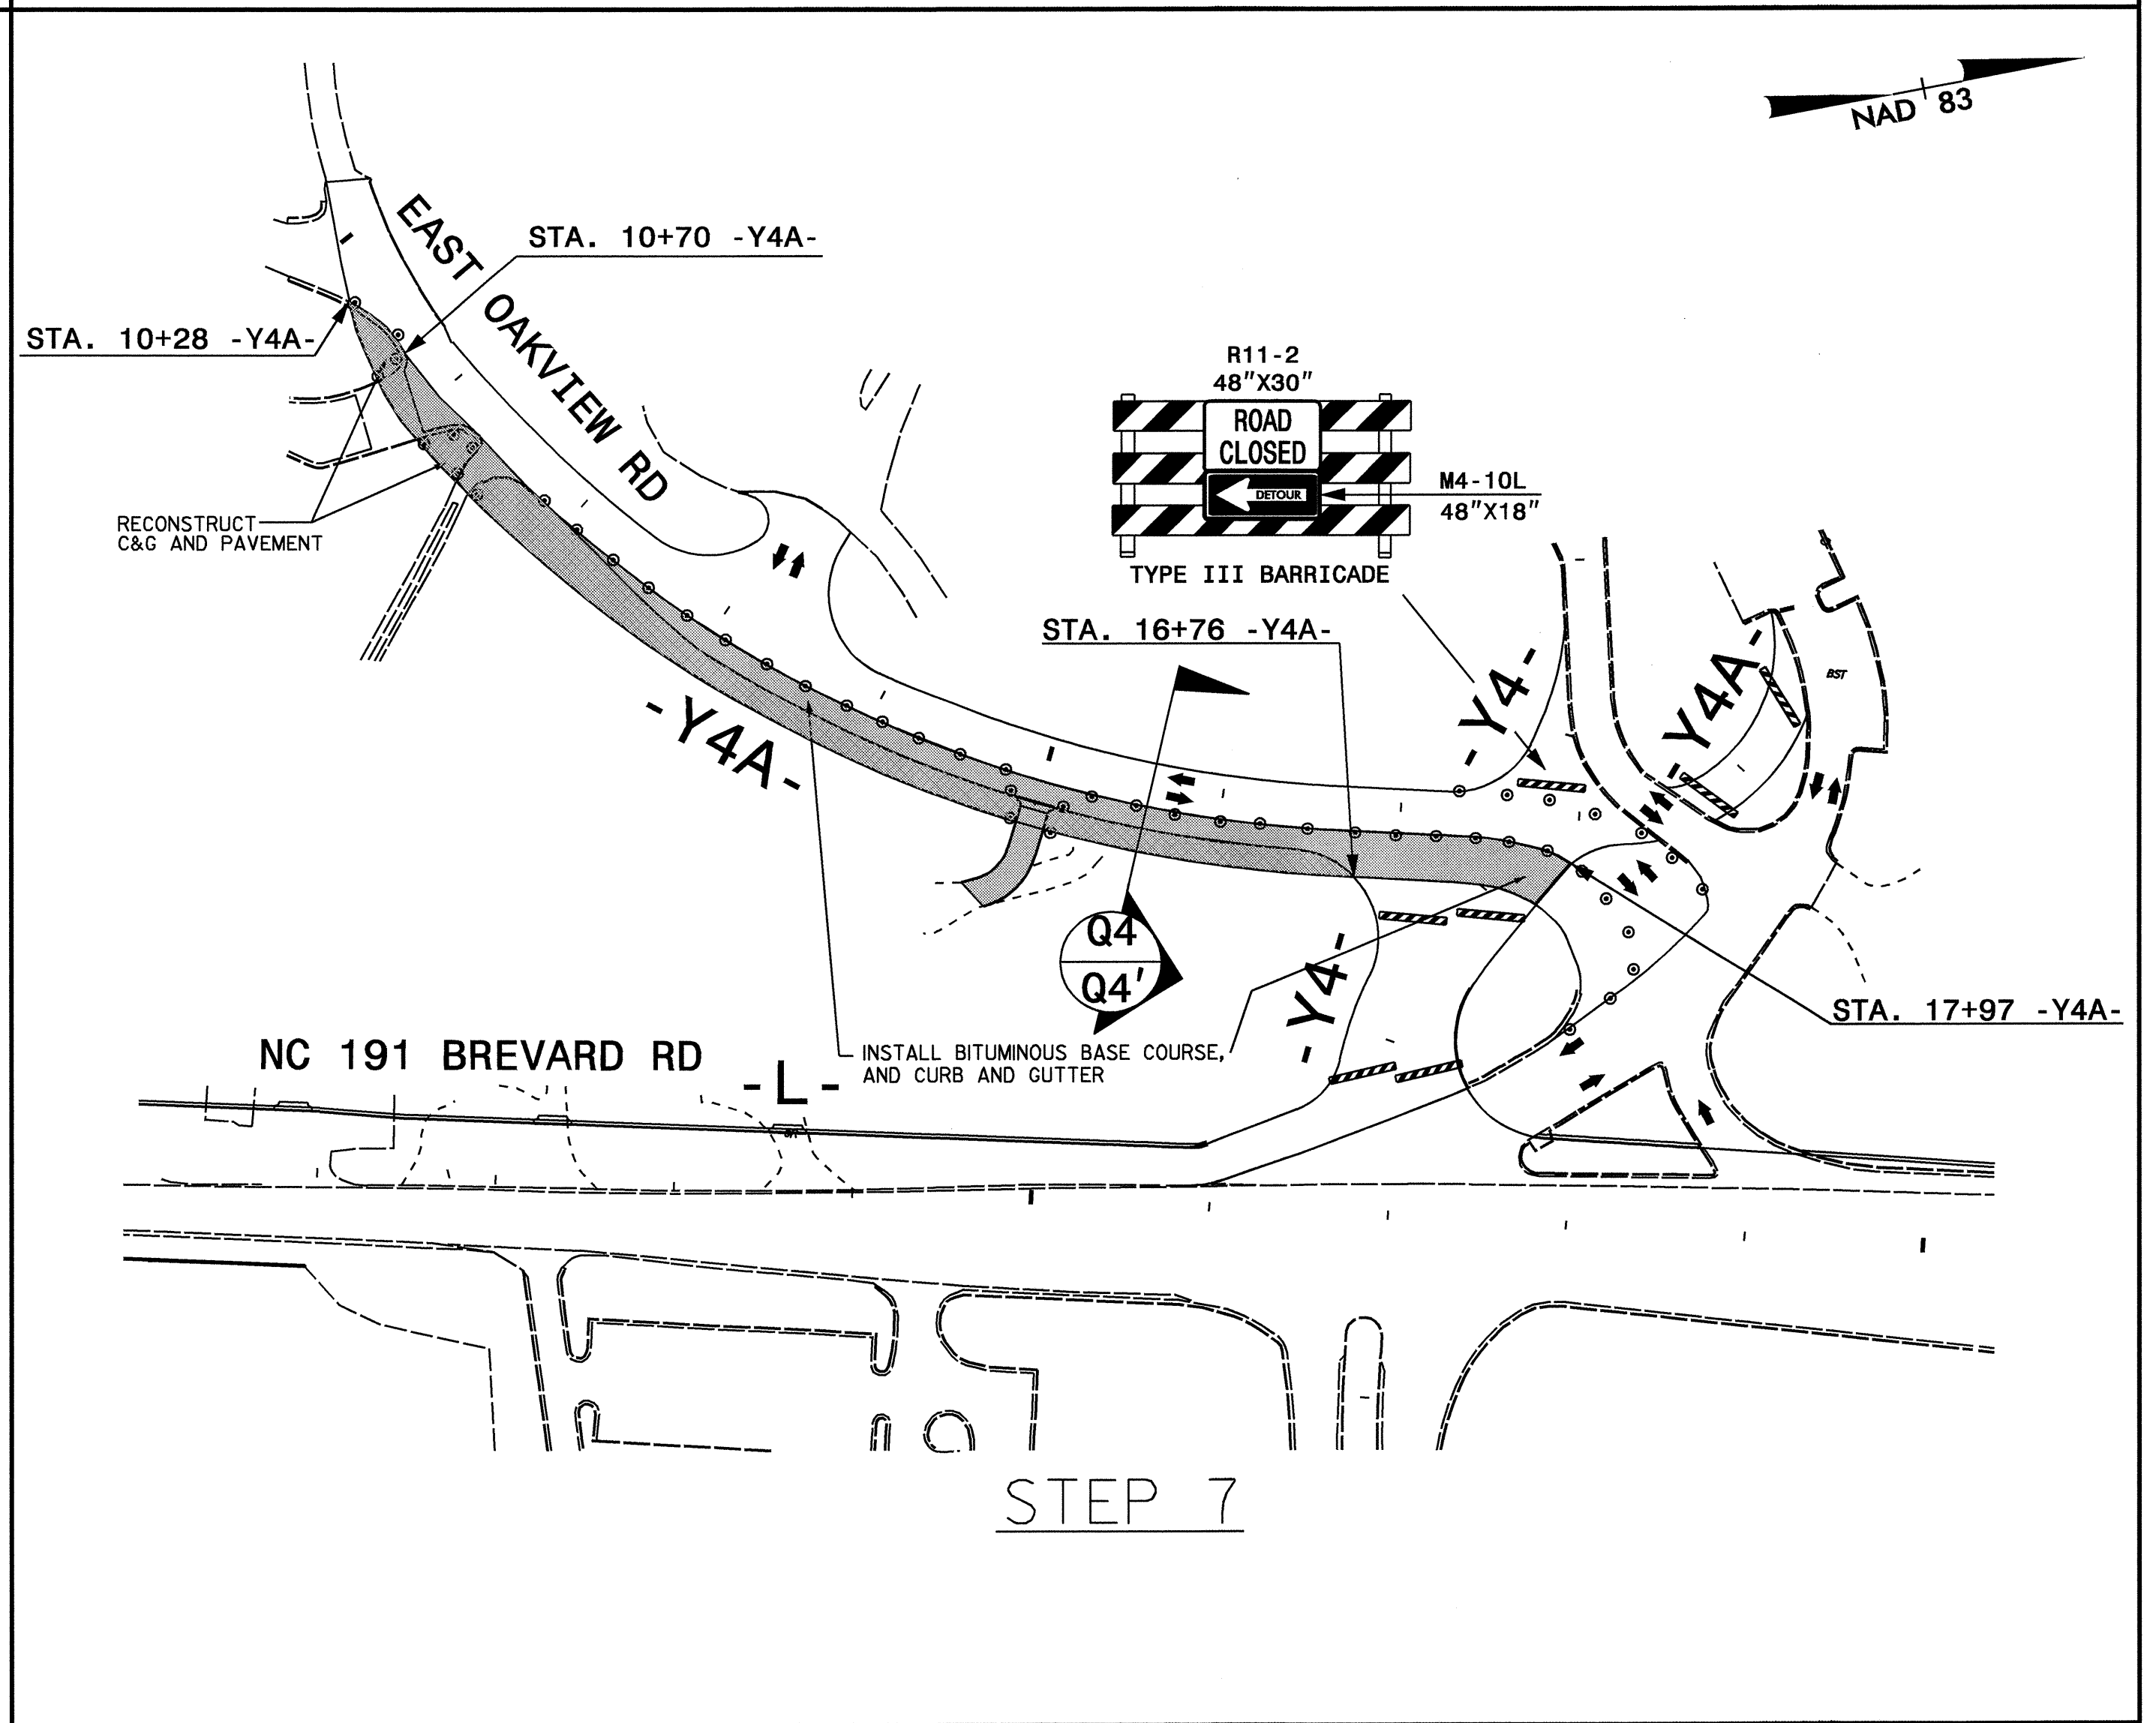 NAD 83
EAST OAKVIEW RD
STA. 10+70 -Y4A-
STA. 10+28 -Y4A-
R11-2
48"X30"
ROAD
CLOSED
DETOUR
M4-10L
48"X18"
TYPE III BARRICADE
RECONSTRUCT
C&G AND PAVEMENT
STA. 16+76 -Y4A-
-Y4-
-Y4A-
BST
-Y4A-
Q4
Q4'
-Y4-
STA. 17+97 -Y4A-
INSTALL BITUMINOUS BASE COURSE,
AND CURB AND GUTTER
NC 191 BREVARD RD
-L-
STEP 7